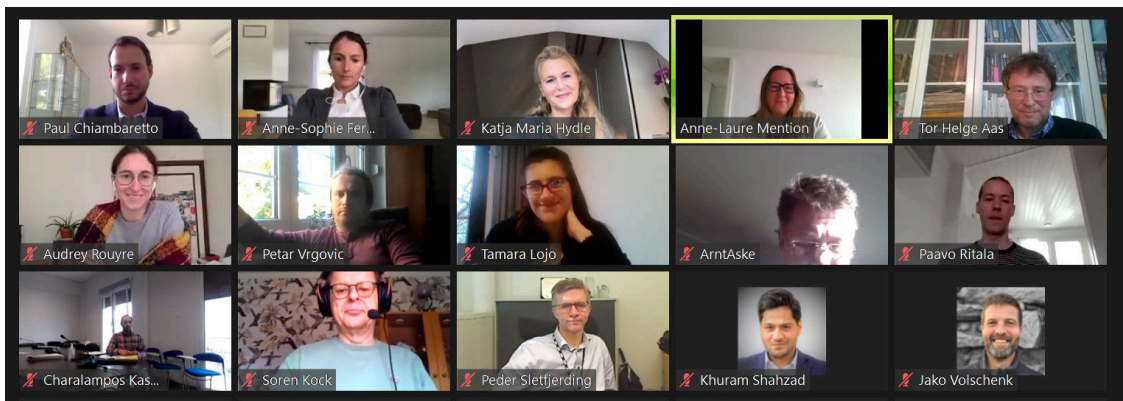 Paul Chiambaretto
Anne-Sophie Fer...
Katja Maria Hydle
Anne-Laure Mention
Tor Helge Aas
Audrey Rouyre
Petar Vrgovic
Tamara Lojo
ArntAske
Paavo Ritala
Charalampos Kas...
Soren Kock
Peder Sletfjerding
Khuram Shahzad
Jako Volschenk